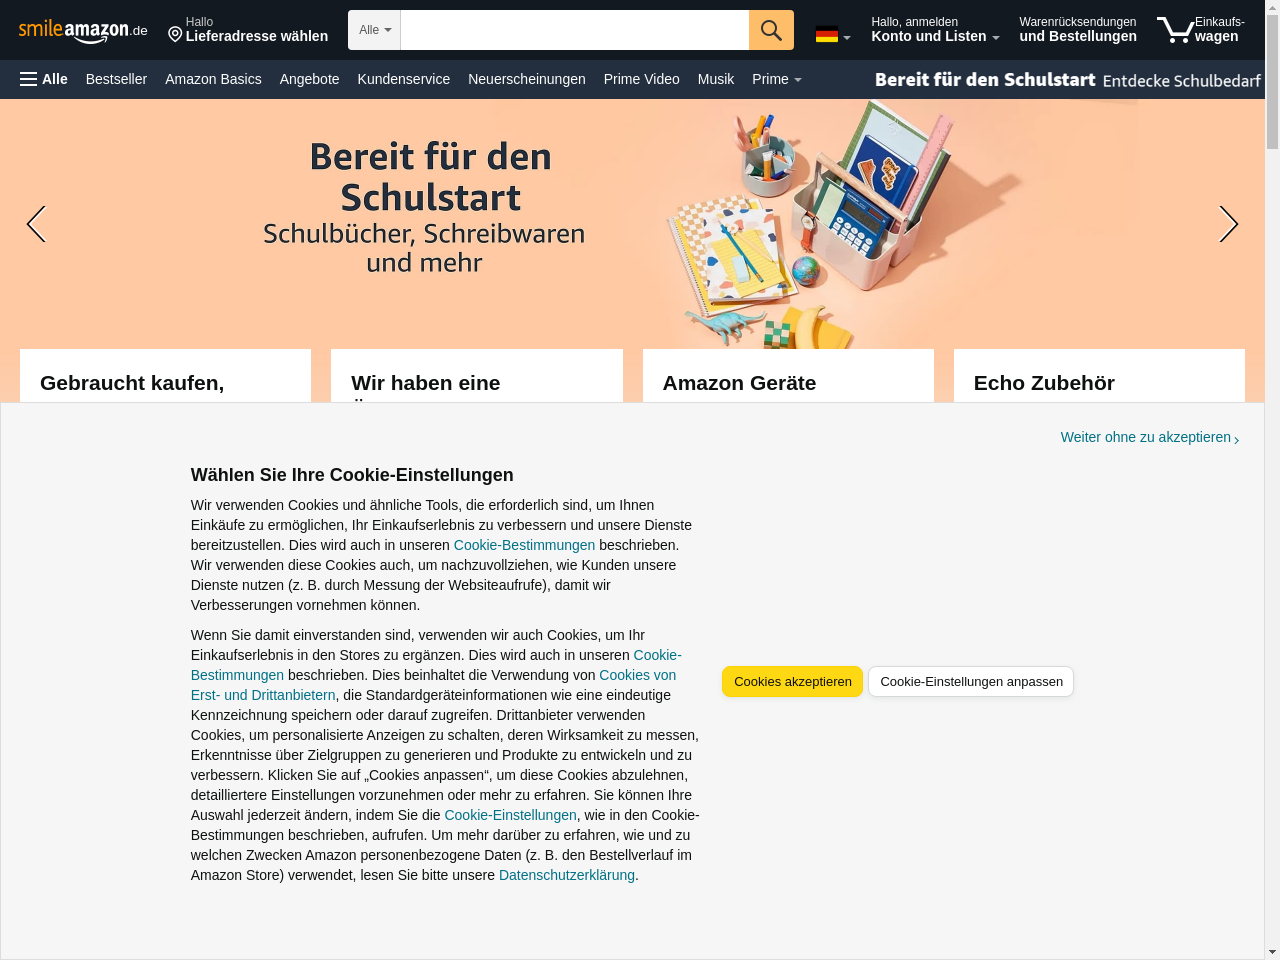 smileamazon.de
Hallo
Lieferadresse wählen
Alle
Hallo, anmelden
Konto und Listen
Warenrücksendungen
und Bestellungen
Einkaufs-
wagen
Alle
Bestseller
Amazon Basics
Angebote
Kundenservice
Neuerscheinungen
Prime Video
Musik
Prime
Bereit für den Schulstart Entdecke Schulbedarf
Bereit für den
Schulstart
Schulbücher, Schreibwaren
und mehr
Gebraucht kaufen,
Wir haben eine
Amazon Geräte
Echo Zubehör
Weiter ohne zu akzeptieren
Wählen Sie Ihre Cookie-Einstellungen
Wir verwenden Cookies und ähnliche Tools, die erforderlich sind, um Ihnen
Einkäufe zu ermöglichen, Ihr Einkaufserlebnis zu verbessern und unsere Dienste
bereitzustellen. Dies wird auch in unseren Cookie-Bestimmungen beschrieben.
Wir verwenden diese Cookies auch, um nachzuvollziehen, wie Kunden unsere
Dienste nutzen (z. B. durch Messung der Websiteaufrufe), damit wir
Verbesserungen vornehmen können.
Wenn Sie damit einverstanden sind, verwenden wir auch Cookies, um Ihr
Einkaufserlebnis in den Stores zu ergänzen. Dies wird auch in unseren Cookie-
Bestimmungen beschrieben. Dies beinhaltet die Verwendung von Cookies von
Erst- und Drittanbietern, die Standardgeräteinformationen wie eine eindeutige
Kennzeichnung speichern oder darauf zugreifen. Drittanbieter verwenden
Cookies, um personalisierte Anzeigen zu schalten, deren Wirksamkeit zu messen,
Erkenntnisse über Zielgruppen zu generieren und Produkte zu entwickeln und zu
verbessern. Klicken Sie auf „Cookies anpassen“, um diese Cookies abzulehnen,
detailliertere Einstellungen vorzunehmen oder mehr zu erfahren. Sie können Ihre
Auswahl jederzeit ändern, indem Sie die Cookie-Einstellungen, wie in den Cookie-
Bestimmungen beschrieben, aufrufen. Um mehr darüber zu erfahren, wie und zu
welchen Zwecken Amazon personenbezogene Daten (z. B. den Bestellverlauf im
Amazon Store) verwendet, lesen Sie bitte unsere Datenschutzerklärung.
Cookies akzeptieren
Cookie-Einstellungen anpassen